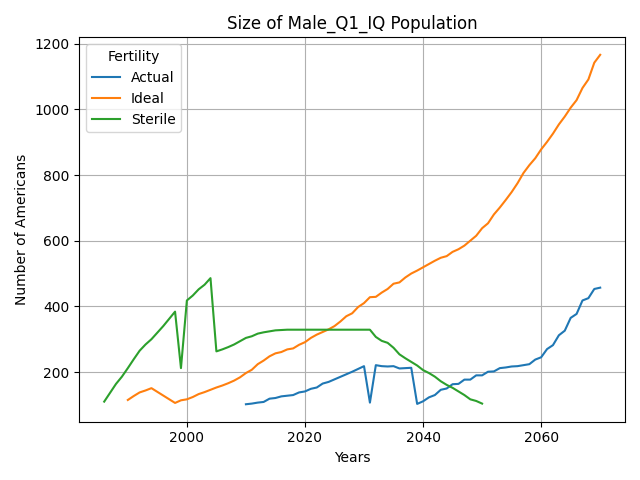 Size of Male_Q1_IQ Population
Fertility
Actual
Ideal
Sterile
Number of Americans
1200
1000
800
600
400
200
2000
2020
2040
2060
Years